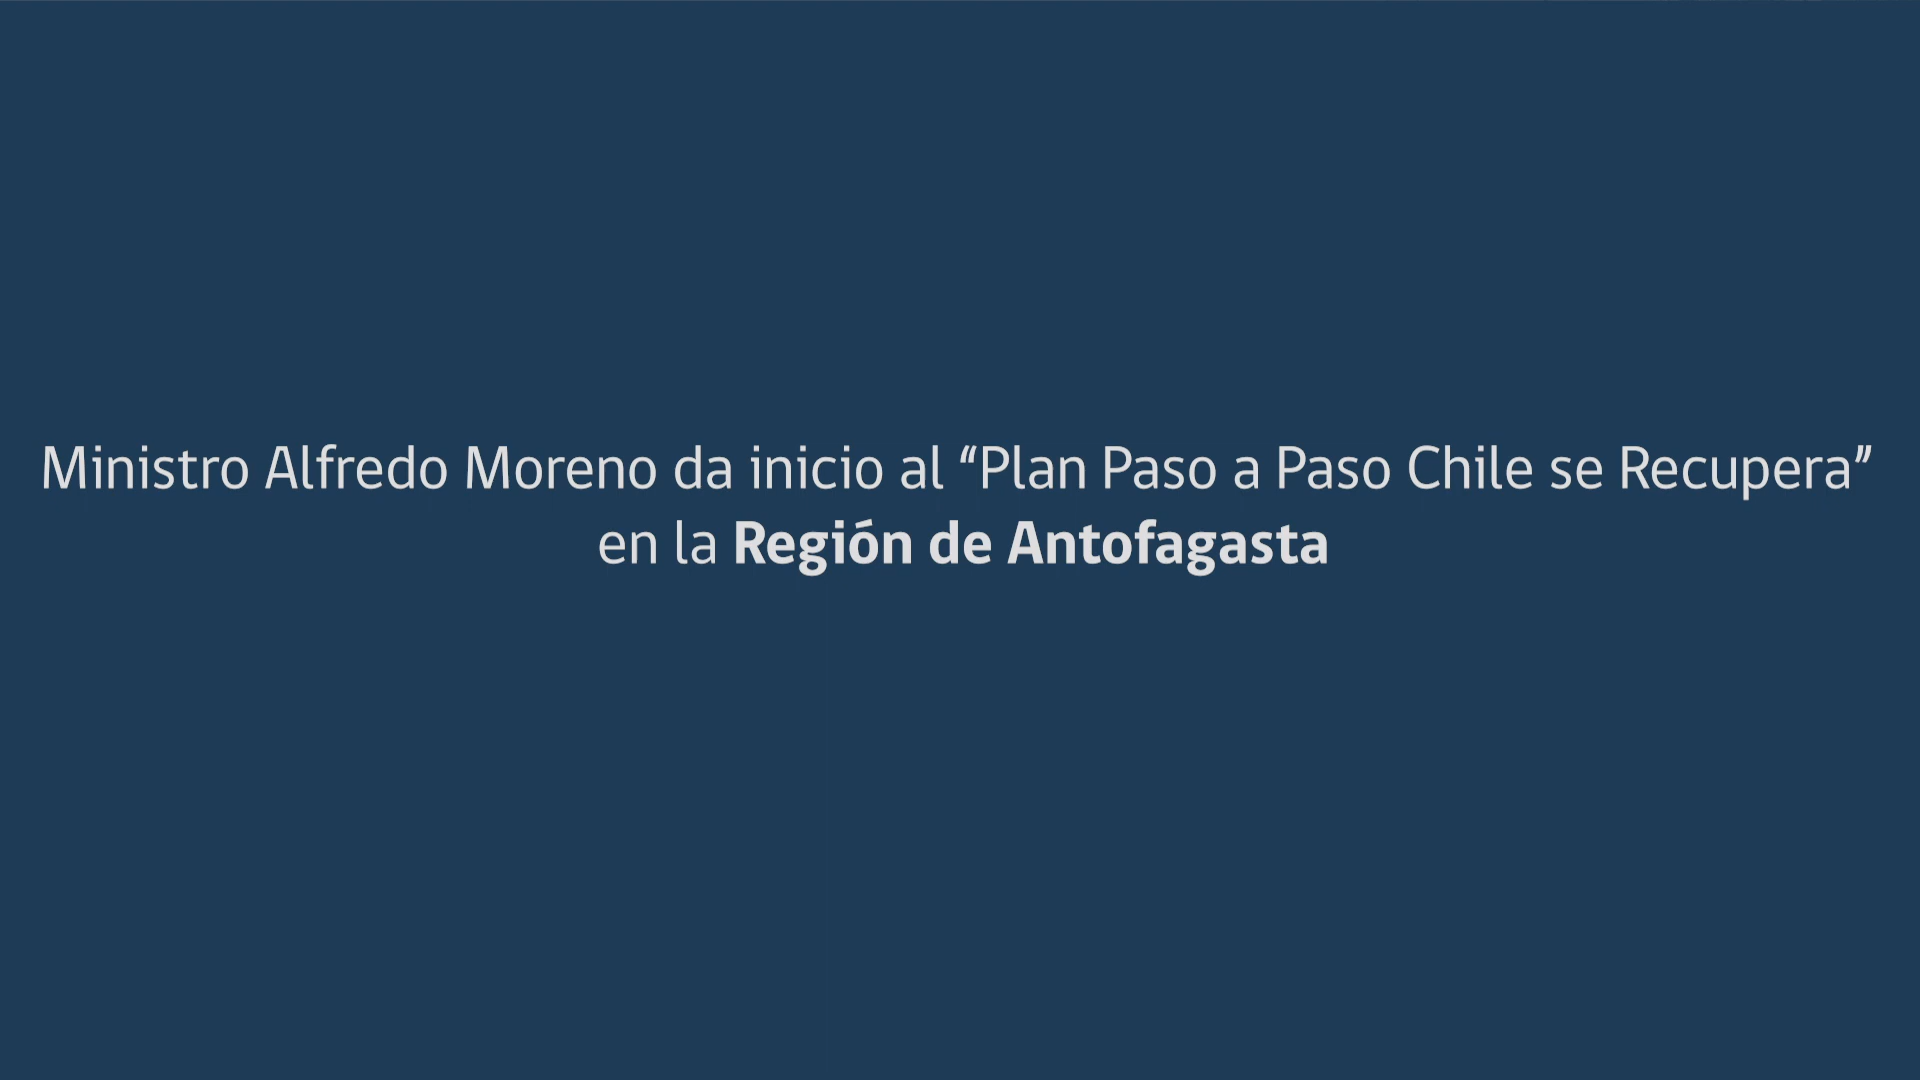 Ministro Alfredo Moreno da inicio al “Plan Paso a Paso Chile se Recupera”
en la Región de Antofagasta